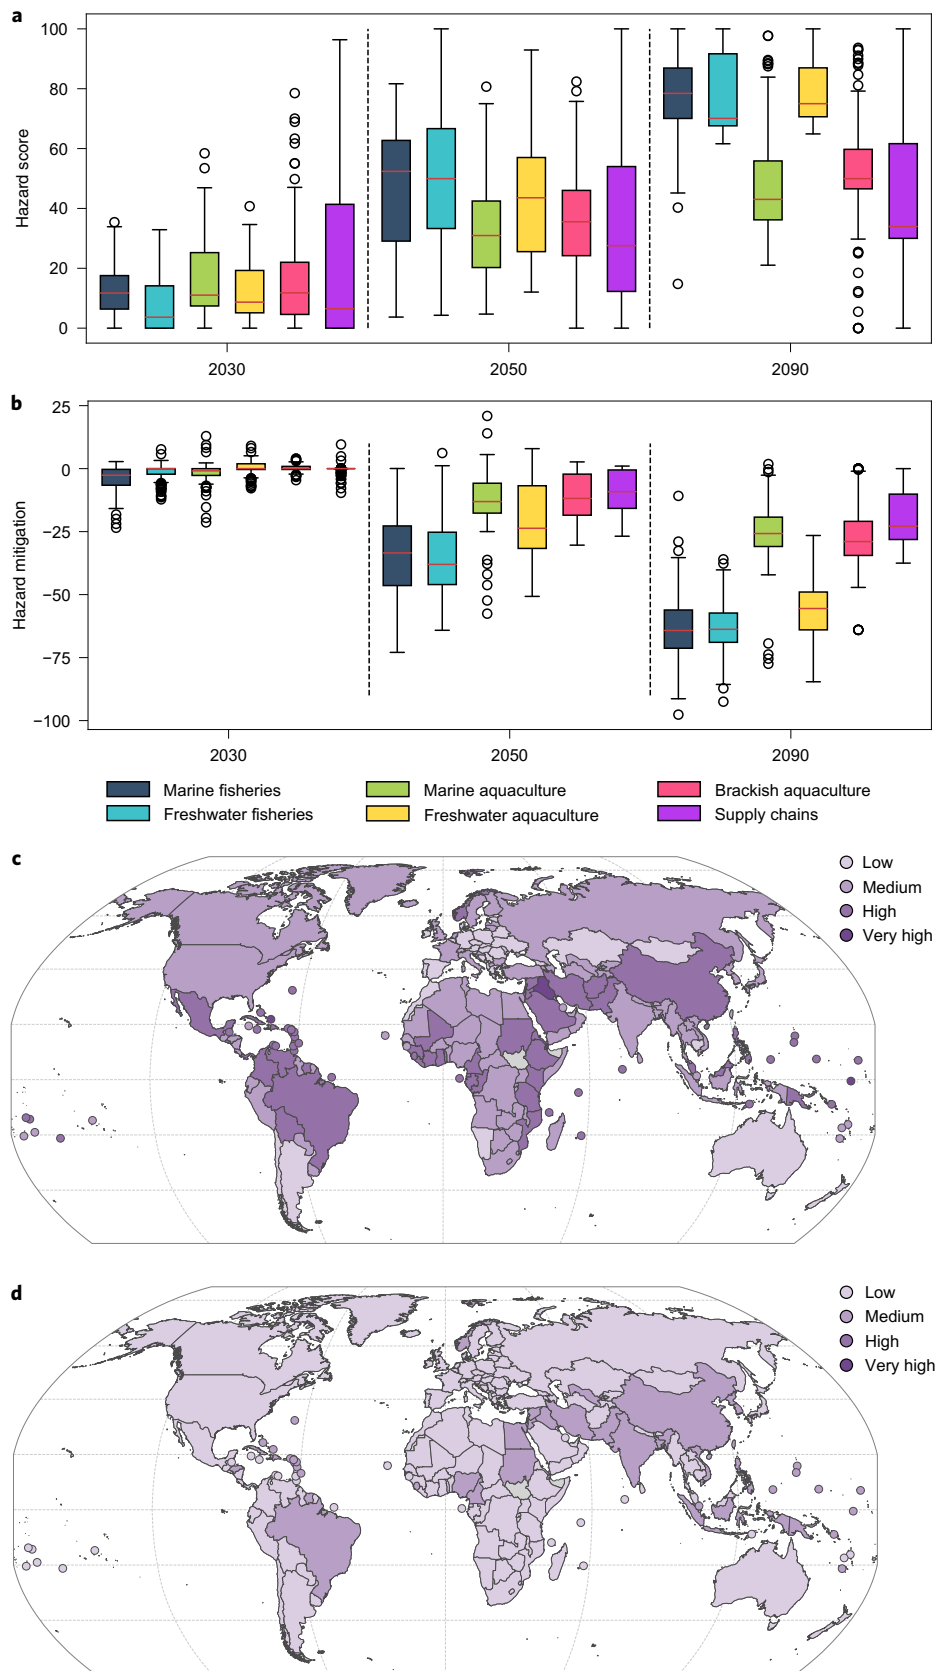 a
100
80
60
40
20
0
Hazard score
2030 2050 2090
b
25
0
−25
−50
−75
−100
Hazard mitigation
2030 2050 2090
Marine fisheries Marine aquaculture Brackish aquaculture
Freshwater fisheries Freshwater aquaculture Supply chains
c
Low
Medium
High
Very high
d
Low
Medium
High
Very high